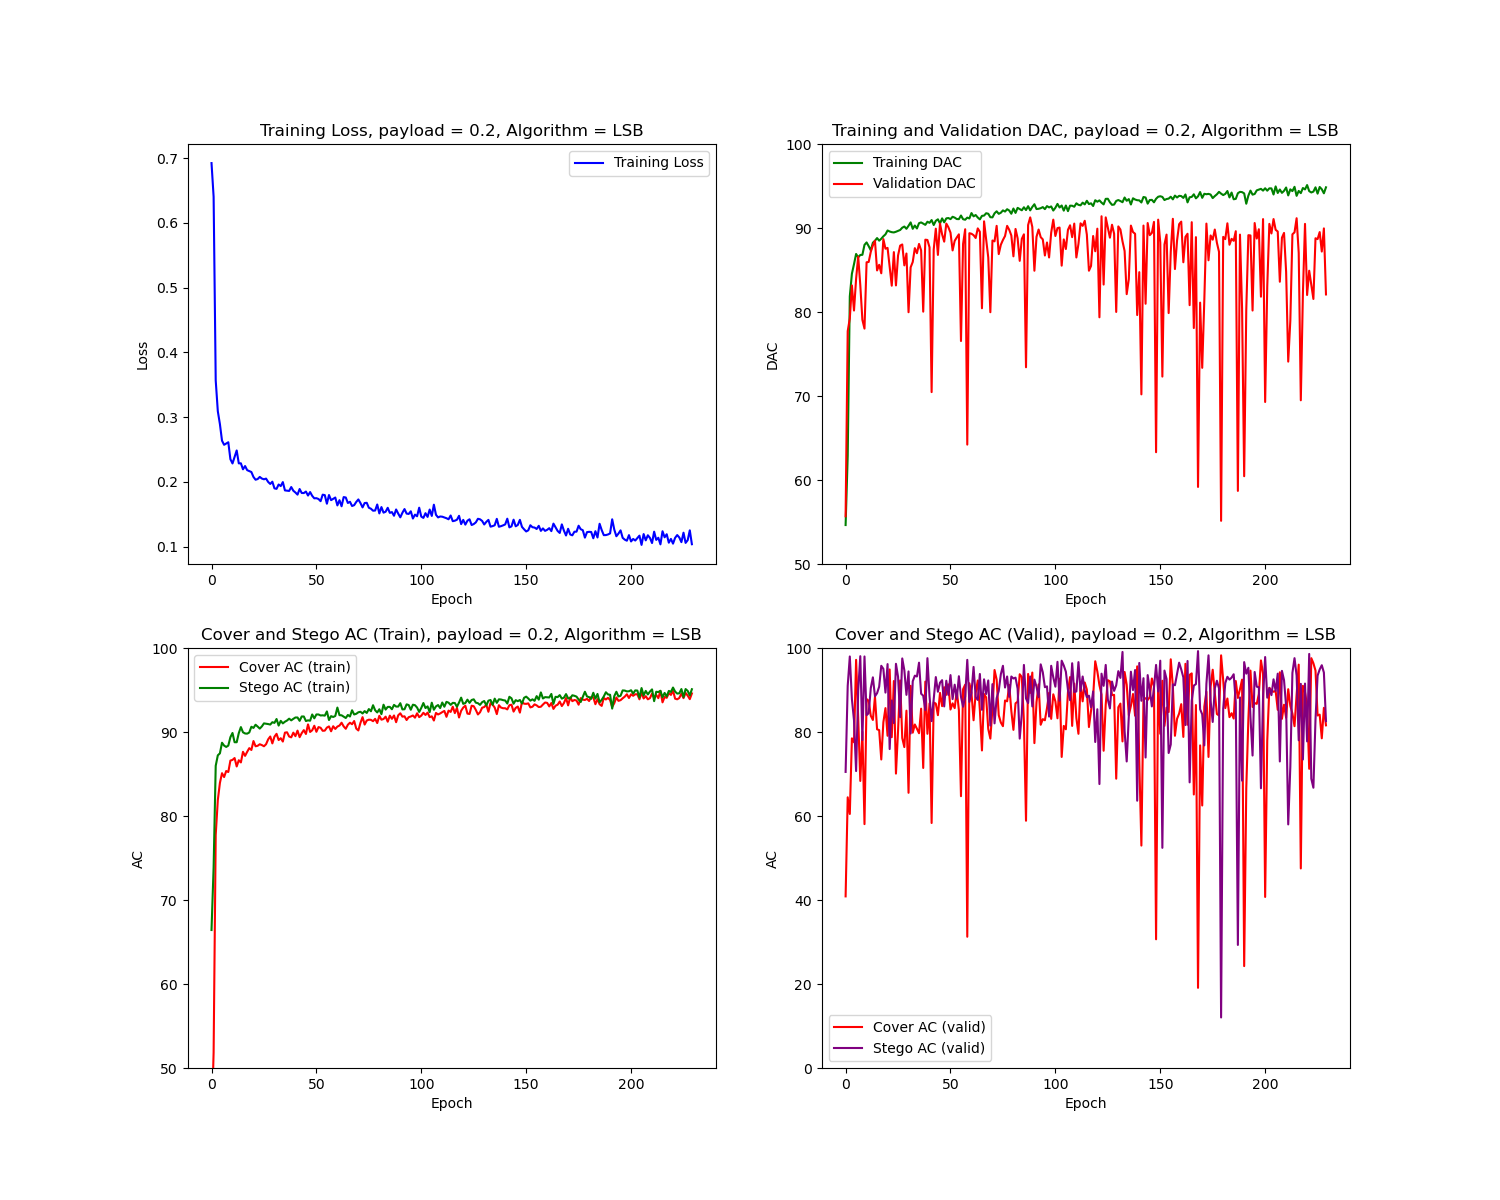 Training Loss, payload = 0.2, Algorithm = LSB
Training Loss
0.7
0.6
0.5
0.4
0.3
0.2
0.1
Loss
0 50 100 150 200
Epoch
Training and Validation DAC, payload = 0.2, Algorithm = LSB
Training DAC
Validation DAC
100
90
80
70
60
50
DAC
0 50 100 150 200
Epoch
Cover and Stego AC (Train), payload = 0.2, Algorithm = LSB
Cover AC (train)
Stego AC (train)
100
90
80
70
60
50
AC
0 50 100 150 200
Epoch
Cover and Stego AC (Valid), payload = 0.2, Algorithm = LSB
100
80
60
40
20
0
AC
Cover AC (valid)
Stego AC (valid)
0 50 100 150 200
Epoch